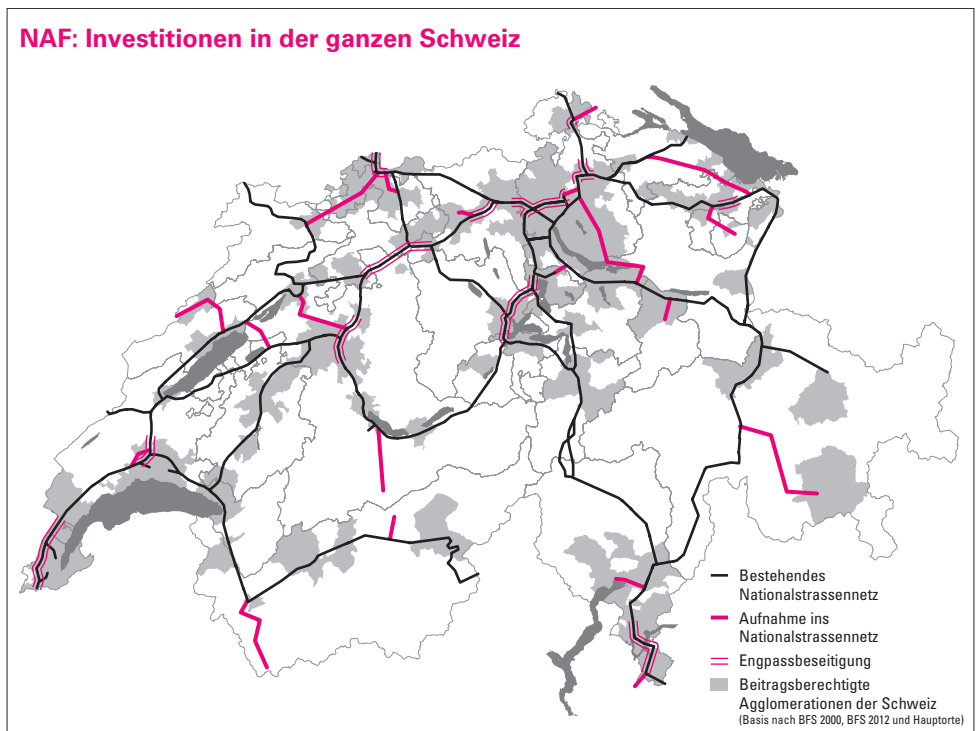 NAF: Investitionen in der ganzen Schweiz
Bestehendes
Nationalstrassennetz
Aufnahme ins
Nationalstrassennetz
Engpassbeseitigung
Beitragsberechtigte
Agglomerationen der Schweiz
(Basis nach BFS 2000, BFS 2012 und Hauptorte)